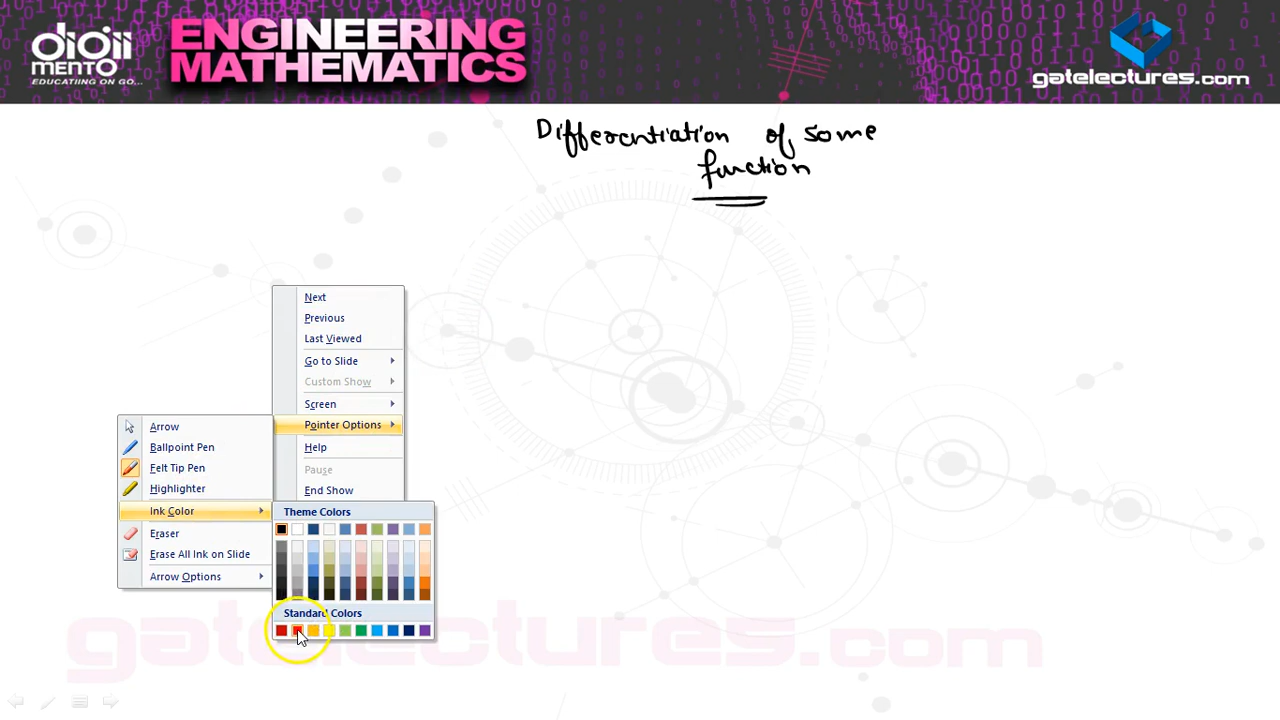 digii
MENTO
EDUCATIING ON GO...
ENGINEERING
MATHEMATICS
gatelectures.com
Differentiation of some
function
Next
Previous
Last Viewed
Go to Slide
Custom Show
Screen
Pointer Options
Help
Pause
End Show
Arrow
Ballpoint Pen
Felt Tip Pen
Highlighter
Ink Color
Eraser
Erase All Ink on Slide
Arrow Options
Theme Colors
Standard Colors
gatelectures.com